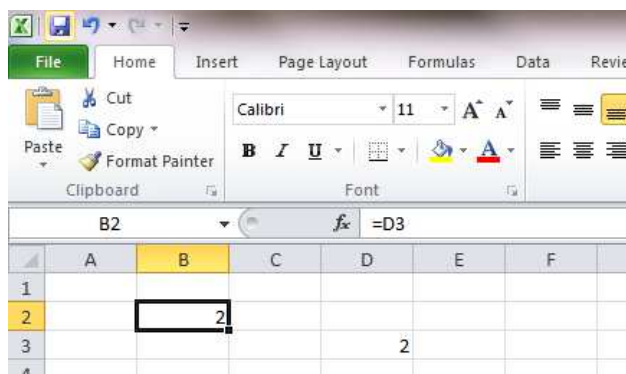 File Home Insert Page Layout Formulas Data Revie
Cut
Calibri 11 A A
Copy
Paste
B I U A
Format Painter
Clipboard Font
B2 fx =D3
A B C D E F
1
2 2
3 2
4